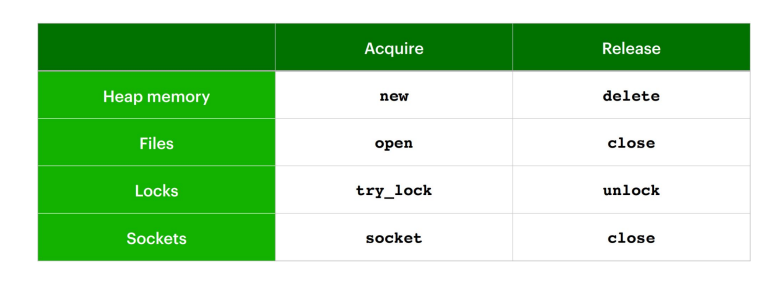 Acquire Release
Heap memory new delete
Files open close
Locks try_lock unlock
Sockets socket close